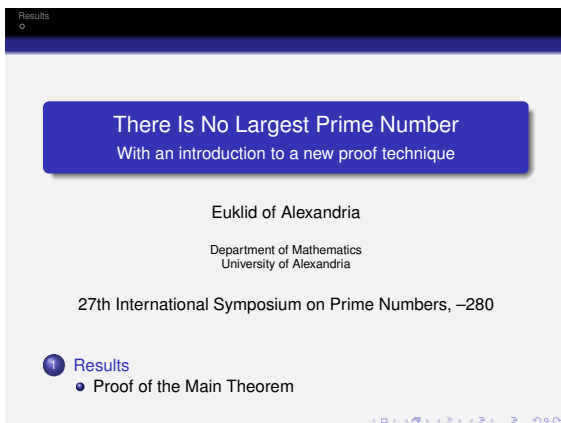 Results
There Is No Largest Prime Number
With an introduction to a new proof technique
Euklid of Alexandria
Department of Mathematics
University of Alexandria
27th International Symposium on Prime Numbers, –280
1 Results
Proof of the Main Theorem